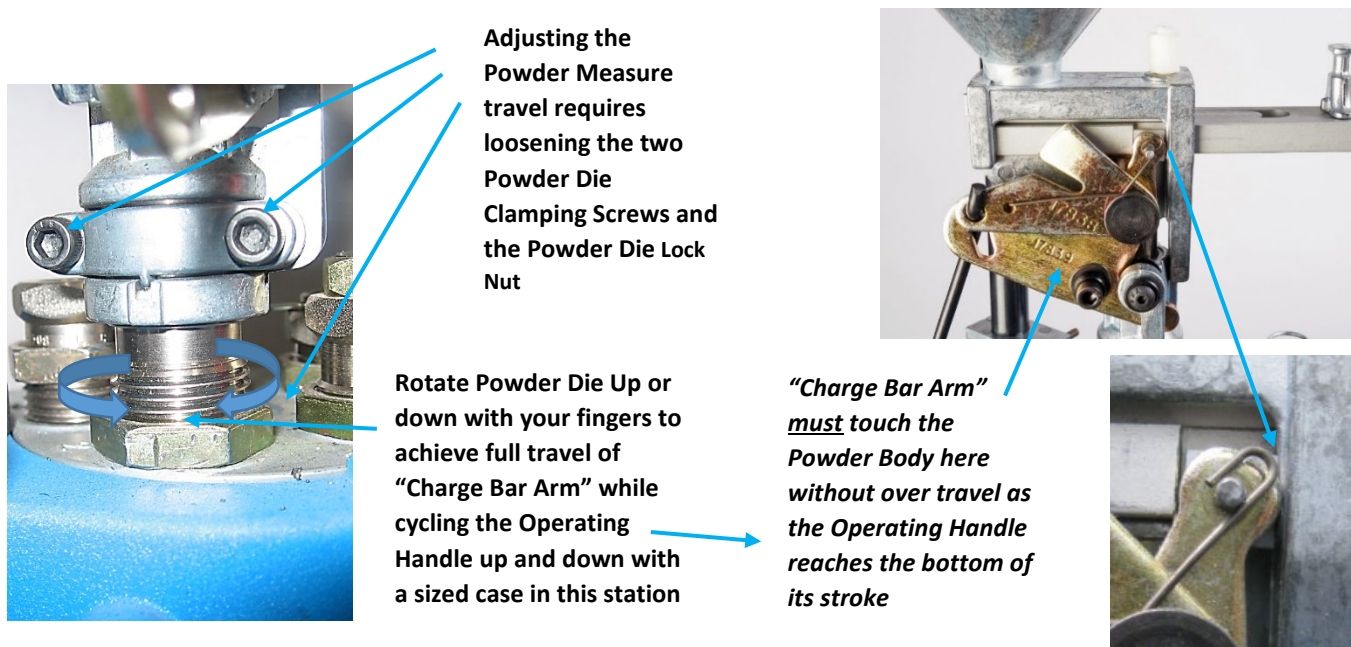 Adjusting the
Powder Measure
travel requires
loosening the two
Powder Die
Clamping Screws and
the Powder Die Lock
Nut
Rotate Powder Die Up or
down with your fingers to
achieve full travel of
“Charge Bar Arm” while
cycling the Operating
Handle up and down with
a sized case in this station
17838
17839
“Charge Bar Arm”
must touch the
Powder Body here
without over travel as
the Operating Handle
reaches the bottom of
its stroke